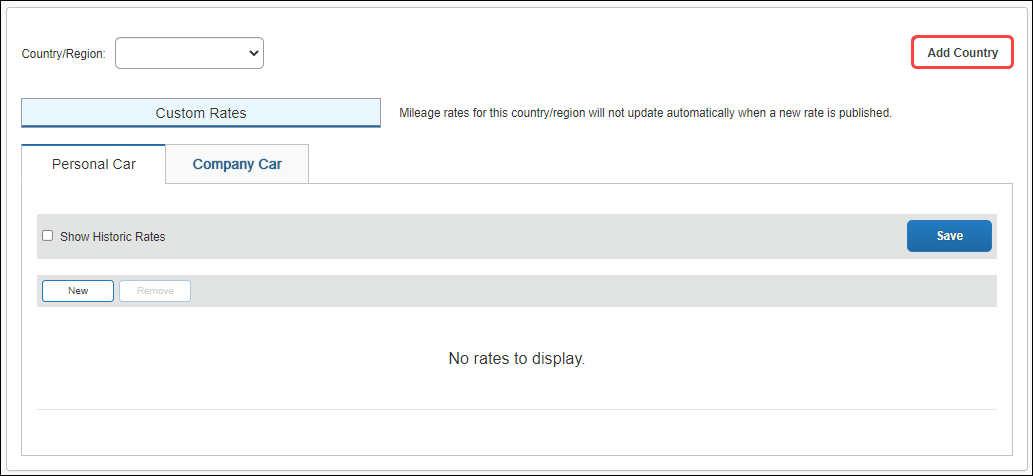 Country/Region:
Add Country
Custom Rates
Mileage rates for this country/region will not update automatically when a new rate is published.
Personal Car
Company Car
Show Historic Rates
Save
New
Remove
No rates to display.